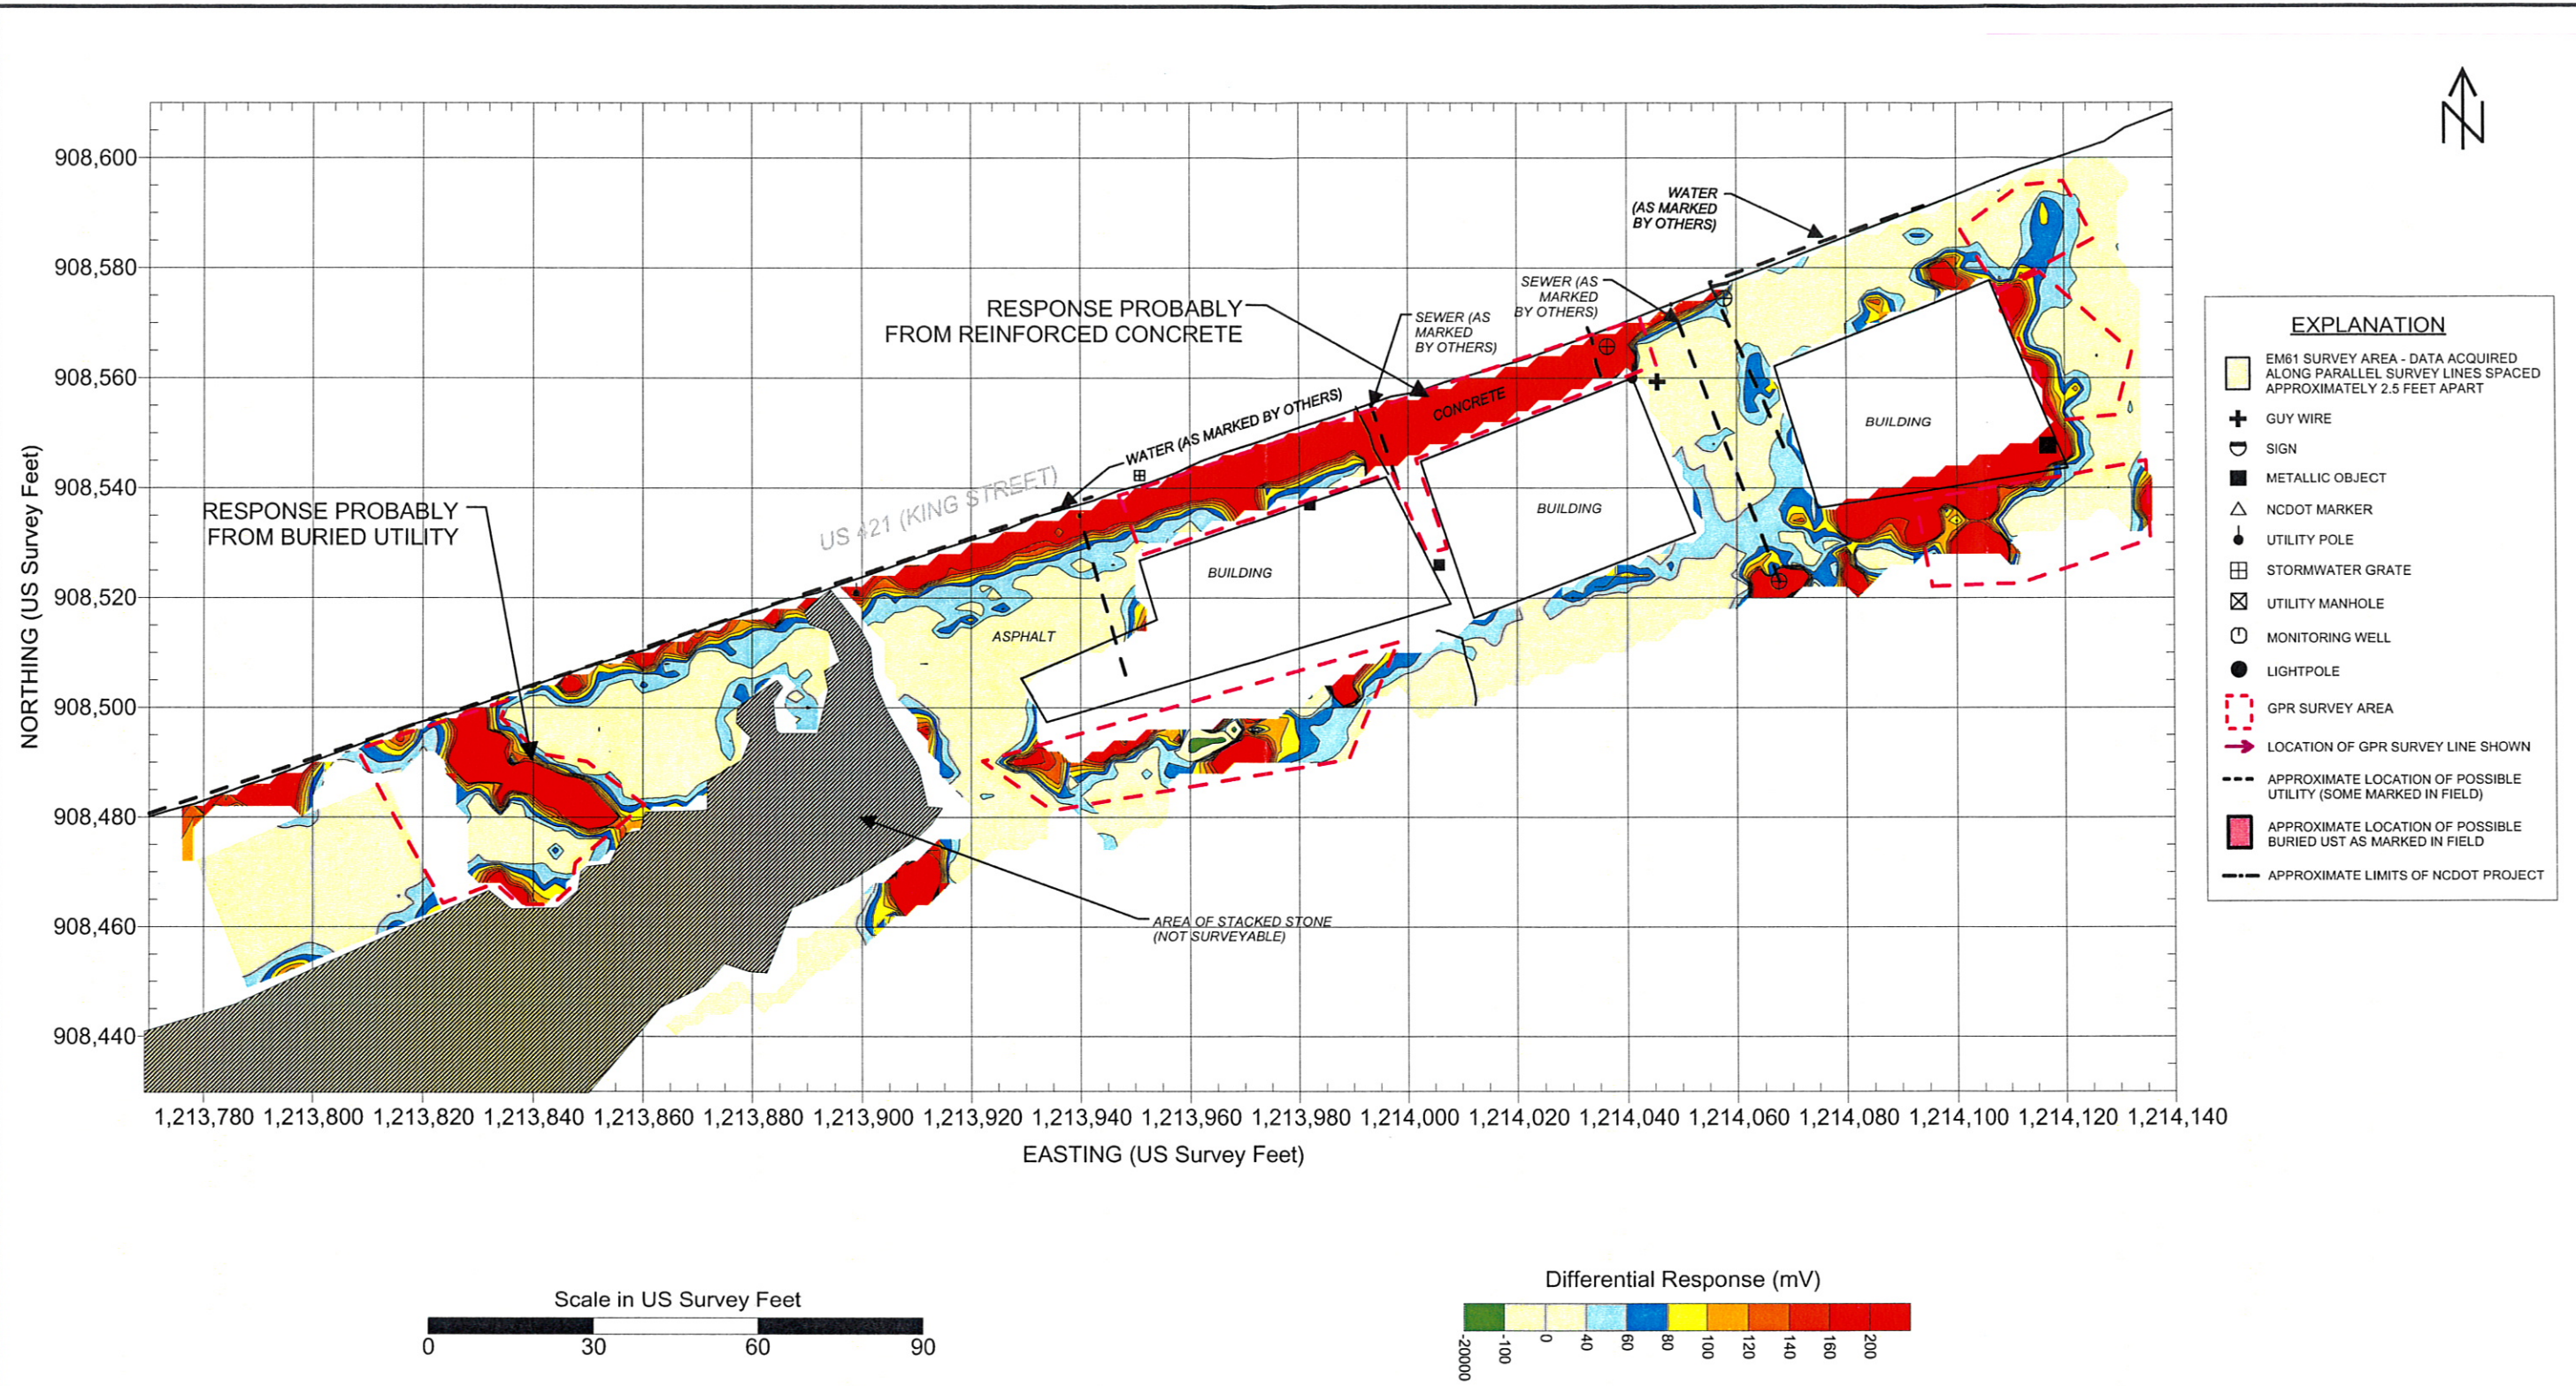 N
908,600
908,580
908,560
908,540
908,520
908,500
908,480
908,460
908,440
NORTHING (US Survey Feet)
WATER
(AS MARKED
BY OTHERS)
SEWER (AS
MARKED
BY OTHERS)
RESPONSE PROBABLY
FROM REINFORCED CONCRETE
SEWER (AS
MARKED
BY OTHERS)
WATER (AS MARKED BY OTHERS)
CONCRETE
US 421 (KING STREET)
RESPONSE PROBABLY
FROM BURIED UTILITY
BUILDING
BUILDING
BUILDING
ASPHALT
AREA OF STACKED STONE
(NOT SURVEYABLE)
1,213,780 1,213,800 1,213,820 1,213,840 1,213,860 1,213,880 1,213,900 1,213,920 1,213,940 1,213,960 1,213,980 1,214,000 1,214,020 1,214,040 1,214,060 1,214,080 1,214,100 1,214,120 1,214,140
EASTING (US Survey Feet)
EXPLANATION
EM61 SURVEY AREA - DATA ACQUIRED
ALONG PARALLEL SURVEY LINES SPACED
APPROXIMATELY 2.5 FEET APART
GUY WIRE
SIGN
METALLIC OBJECT
NCDOT MARKER
UTILITY POLE
STORMWATER GRATE
UTILITY MANHOLE
MONITORING WELL
LIGHTPOLE
GPR SURVEY AREA
LOCATION OF GPR SURVEY LINE SHOWN
APPROXIMATE LOCATION OF POSSIBLE
UTILITY (SOME MARKED IN FIELD)
APPROXIMATE LOCATION OF POSSIBLE
BURIED UST AS MARKED IN FIELD
APPROXIMATE LIMITS OF NCDOT PROJECT
Scale in US Survey Feet
0 30 60 90
Differential Response (mV)
-20000 -100 0 40 60 80 100 120 140 160 200